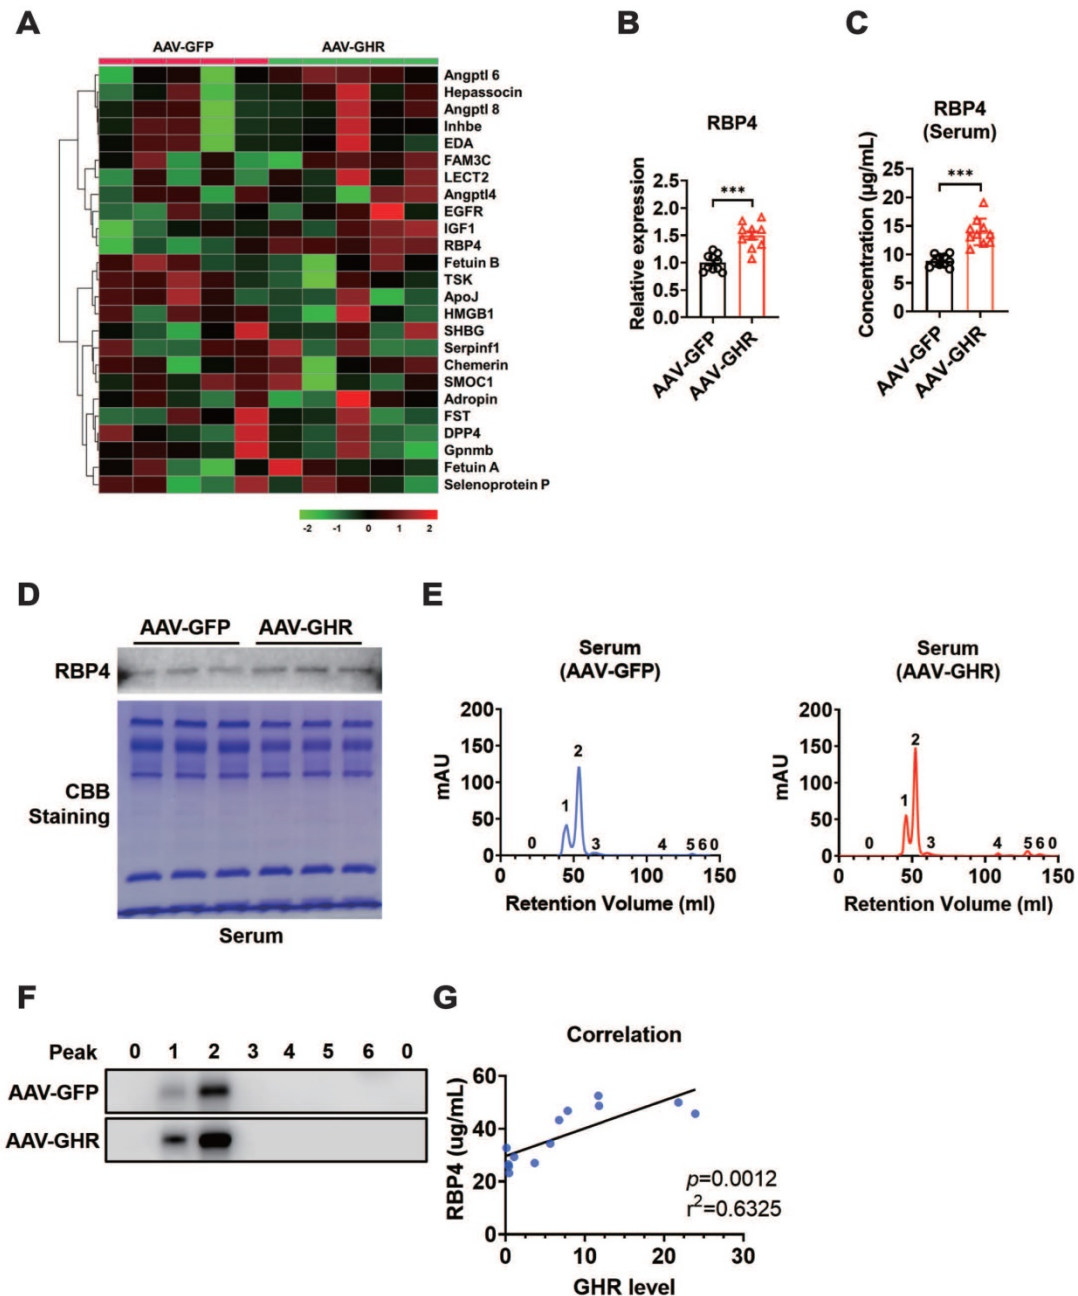 A
AAV-GFP
AAV-GHR
Angptl 6
Hepassocin
Angptl 8
Inhbe
EDA
FAM3C
LECT2
Angptl4
EGFR
IGF1
RBP4
Fetuin B
TSK
ApoJ
HMGB1
SHBG
Serpinf1
Chemerin
SMOC1
Adropin
FST
DPP4
Gpnmb
Fetuin A
Selenoprotein P
-2 -1 0 1 2
B
RBP4
Relative expression
2.5
2.0
1.5
1.0
0.5
0.0
***
AAV-GFP
AAV-GHR
C
RBP4
(Serum)
Concentration (µg/mL)
25
20
15
10
5
0
***
AAV-GFP
AAV-GHR
D
AAV-GFP AAV-GHR
RBP4
CBB
Staining
Serum
E
Serum
(AAV-GFP)
mAU
200
150
100
50
0
0 1 2 3 4 5 6 0
0 50 100 150
Retention Volume (ml)
Serum
(AAV-GHR)
mAU
200
150
100
50
0
0 1 2 3 4 5 6 0
0 50 100 150
Retention Volume (ml)
F
Peak 0 1 2 3 4 5 6 0
AAV-GFP
AAV-GHR
G
Correlation
RBP4 (ug/mL)
60
40
20
0
p=0.0012
r²=0.6325
0 10 20 30
GHR level